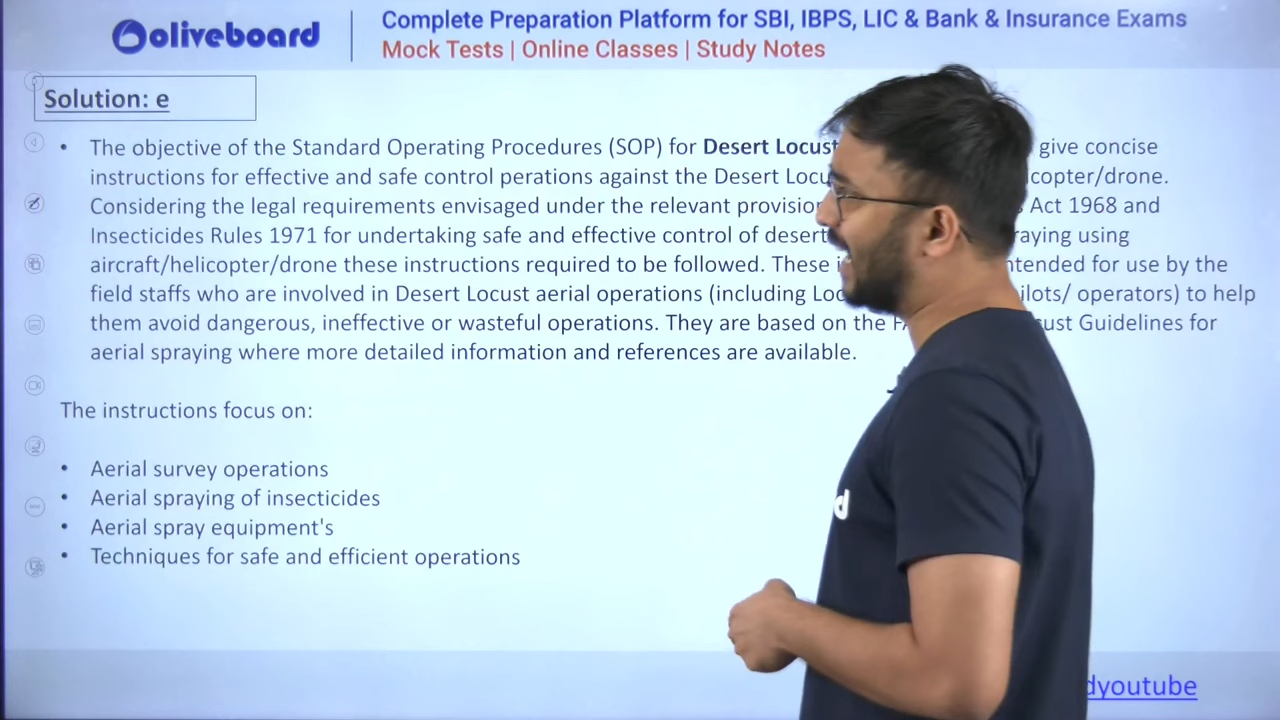 oliveboard
Complete Preparation Platform for SBI, IBPS, LIC & Bank & Insurance Exams
Mock Tests | Online Classes | Study Notes
Solution: e
• The objective of the Standard Operating Procedures (SOP) for Desert Locust give concise
instructions for effective and safe control perations against the Desert Locu copter/drone.
Considering the legal requirements envisaged under the relevant provision Act 1968 and
Insecticides Rules 1971 for undertaking safe and effective control of desert raying using
aircraft/helicopter/drone these instructions required to be followed. These ntended for use by the
field staffs who are involved in Desert Locust aerial operations (including Loc ilots/ operators) to help
them avoid dangerous, ineffective or wasteful operations. They are based on the FA ust Guidelines for
aerial spraying where more detailed information and references are available.
The instructions focus on:
• Aerial survey operations
• Aerial spraying of insecticides
• Aerial spray equipment's
• Techniques for safe and efficient operations
dyoutube